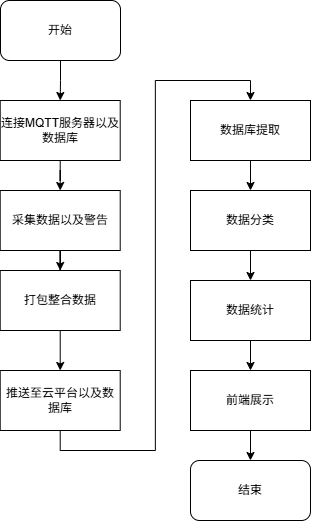 开始
连接MQTT服务器以及
数据库
采集数据以及警告
打包整合数据
推送至云平台以及数
据库
数据库提取
数据分类
数据统计
前端展示
结束